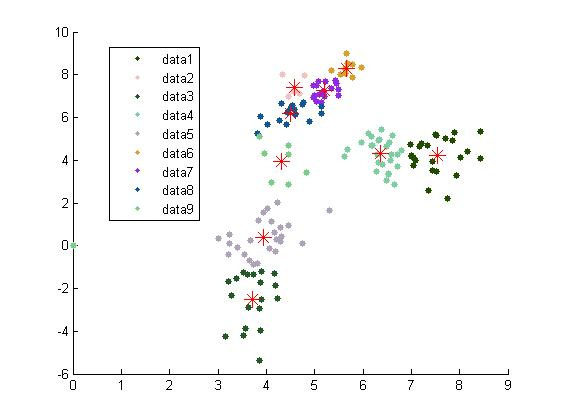 10
8
6
4
2
0
-2
-4
-6
data1
data2
data3
data4
data5
data6
data7
data8
data9
0 1 2 3 4 5 6 7 8 9